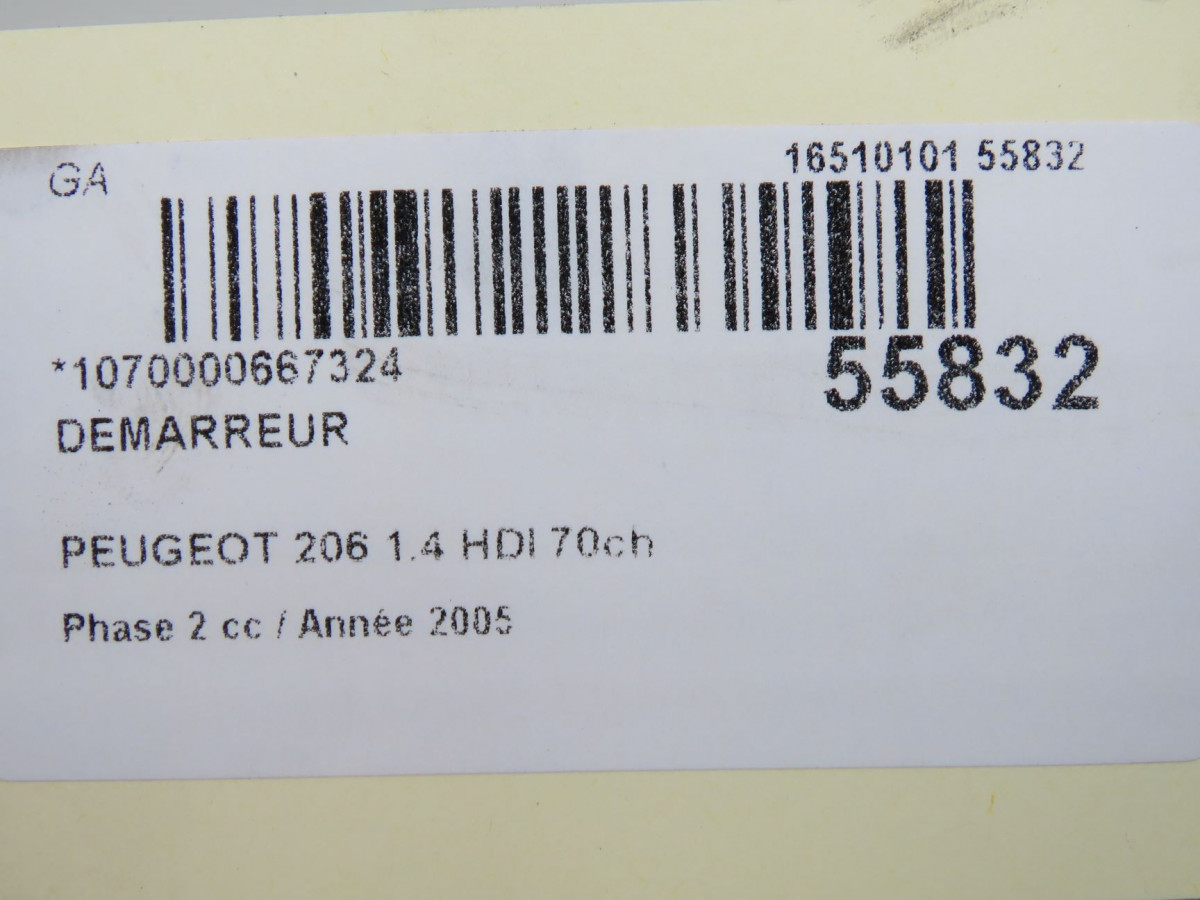 GA
16510101 55832
*1070000667324
55832
DEMARREUR
PEUGEOT 206 1.4 HDI 70ch
Phase 2 cc / Année 2005